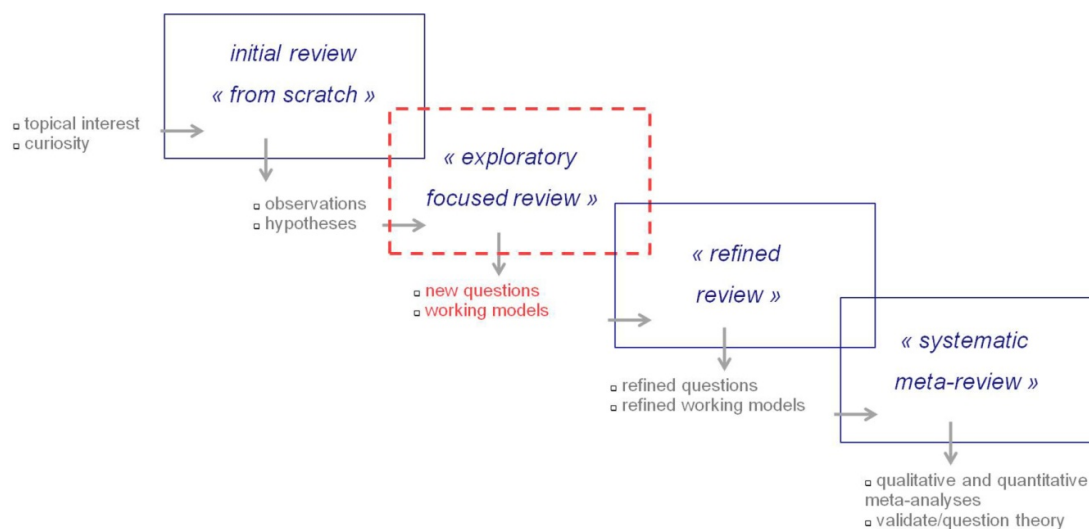 initial review
« from scratch »
▫ topical interest
▫ curiosity
« exploratory
focused review »
▫ observations
▫ hypotheses
« refined
review »
▫ new questions
▫ working models
« systematic
meta-review »
▫ refined questions
▫ refined working models
▫ qualitative and quantitative
meta-analyses
▫ validate/question theory